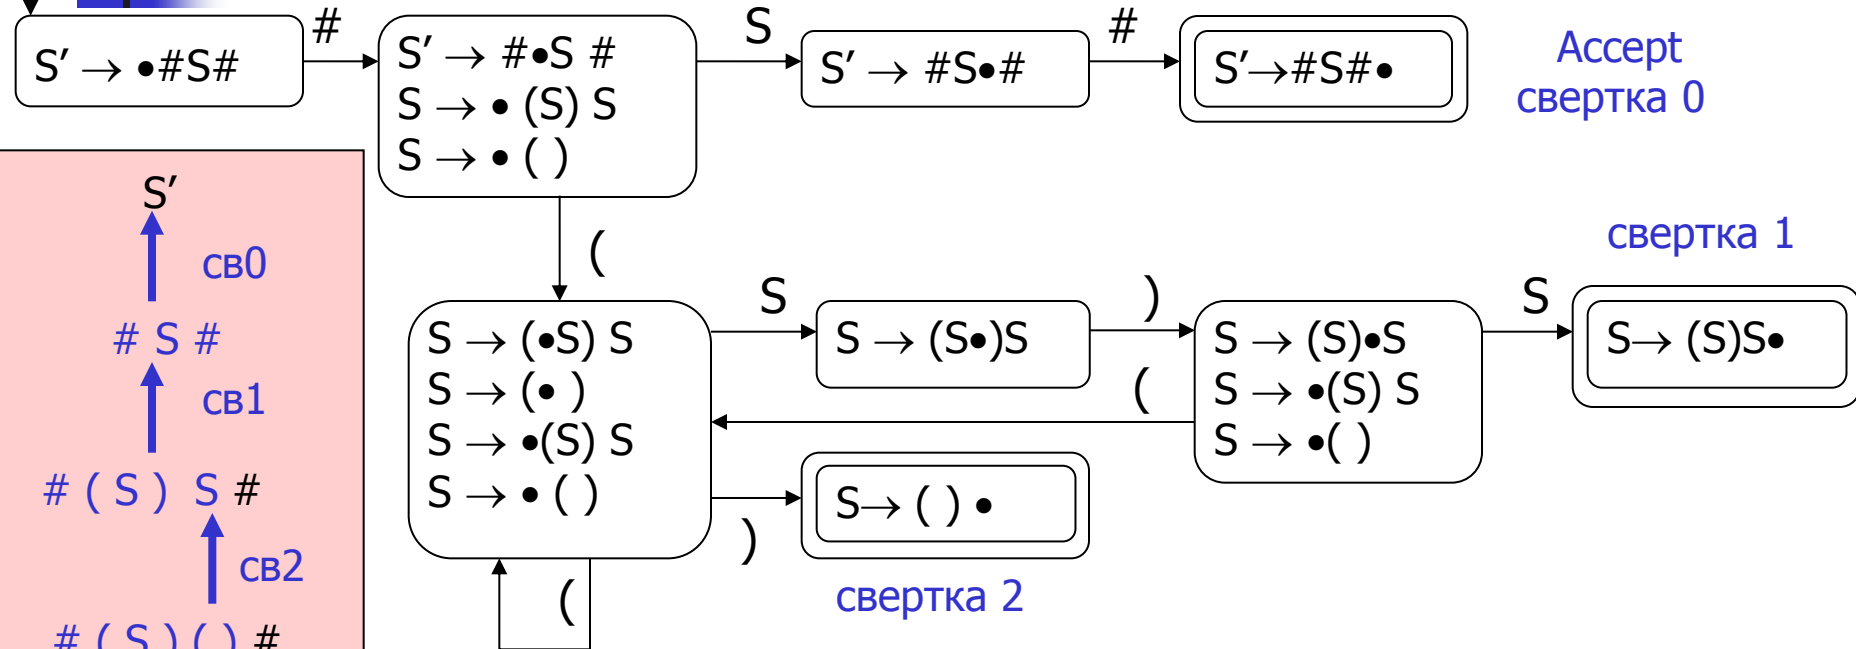 S′ → •#S#
#
S′ → #•S #
S → • (S) S
S → • ( )
S
S′ → #S•#
#
S′→#S#•
Accept
свертка 0
(
S → (•S) S
S → (• )
S → •(S) S
S → • ( )
(
S
S → (S•)S
)
(
S → (S)•S
S → •(S) S
S → •( )
S
свертка 1
S→ (S)S•
)
S→ ( ) •
свертка 2
S′
св0
# S #
св1
# ( S ) S #
св2
# ( S ) ( ) #